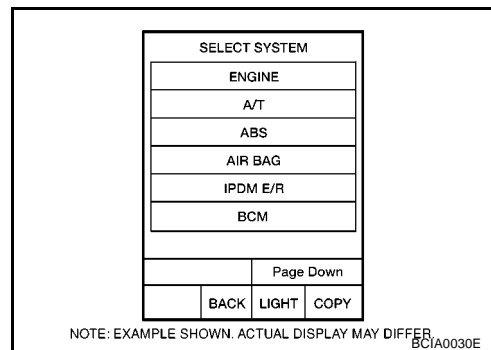 SELECT SYSTEM
ENGINE
A/T
ABS
AIR BAG
IPDM E/R
BCM
Page Down
BACK LIGHT COPY
NOTE: EXAMPLE SHOWN. ACTUAL DISPLAY MAY DIFFER.
BCIA0030E